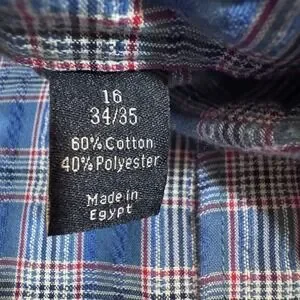 16
34/35
60% Cotton
40% Polyester
Made in
Egypt